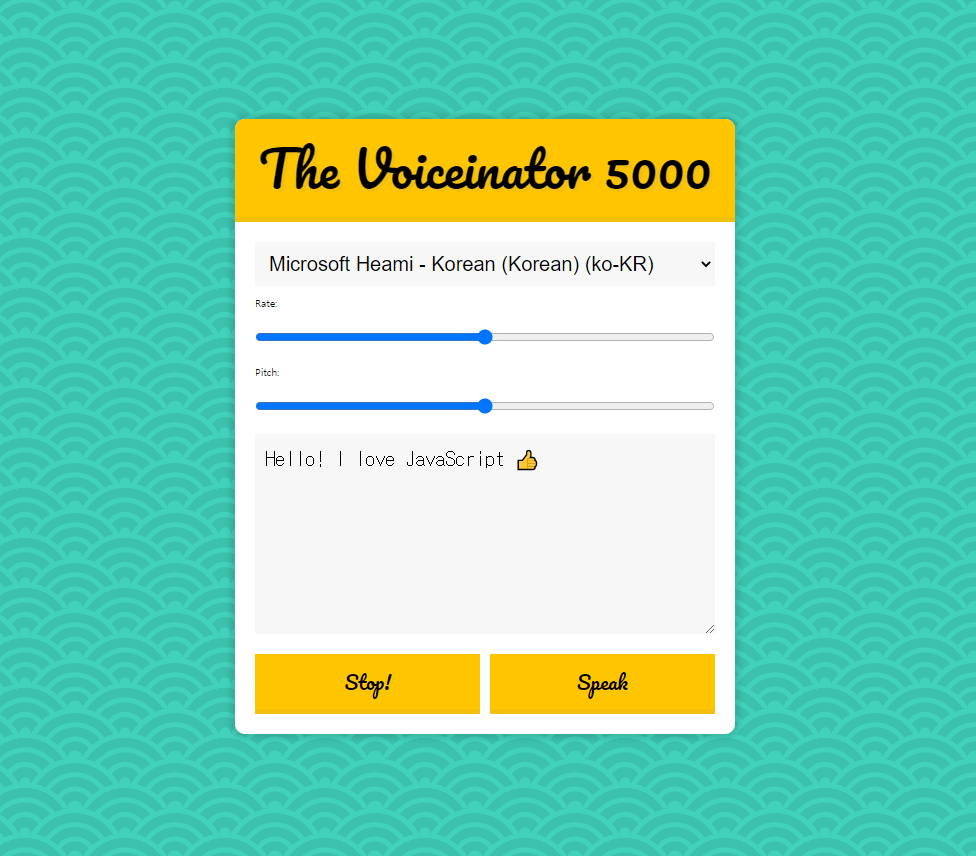 The Voiceinator 5000
Microsoft Heami - Korean (Korean) (ko-KR)
Rate:
Pitch:
Hello! I love JavaScript 👍
Stop!
Speak